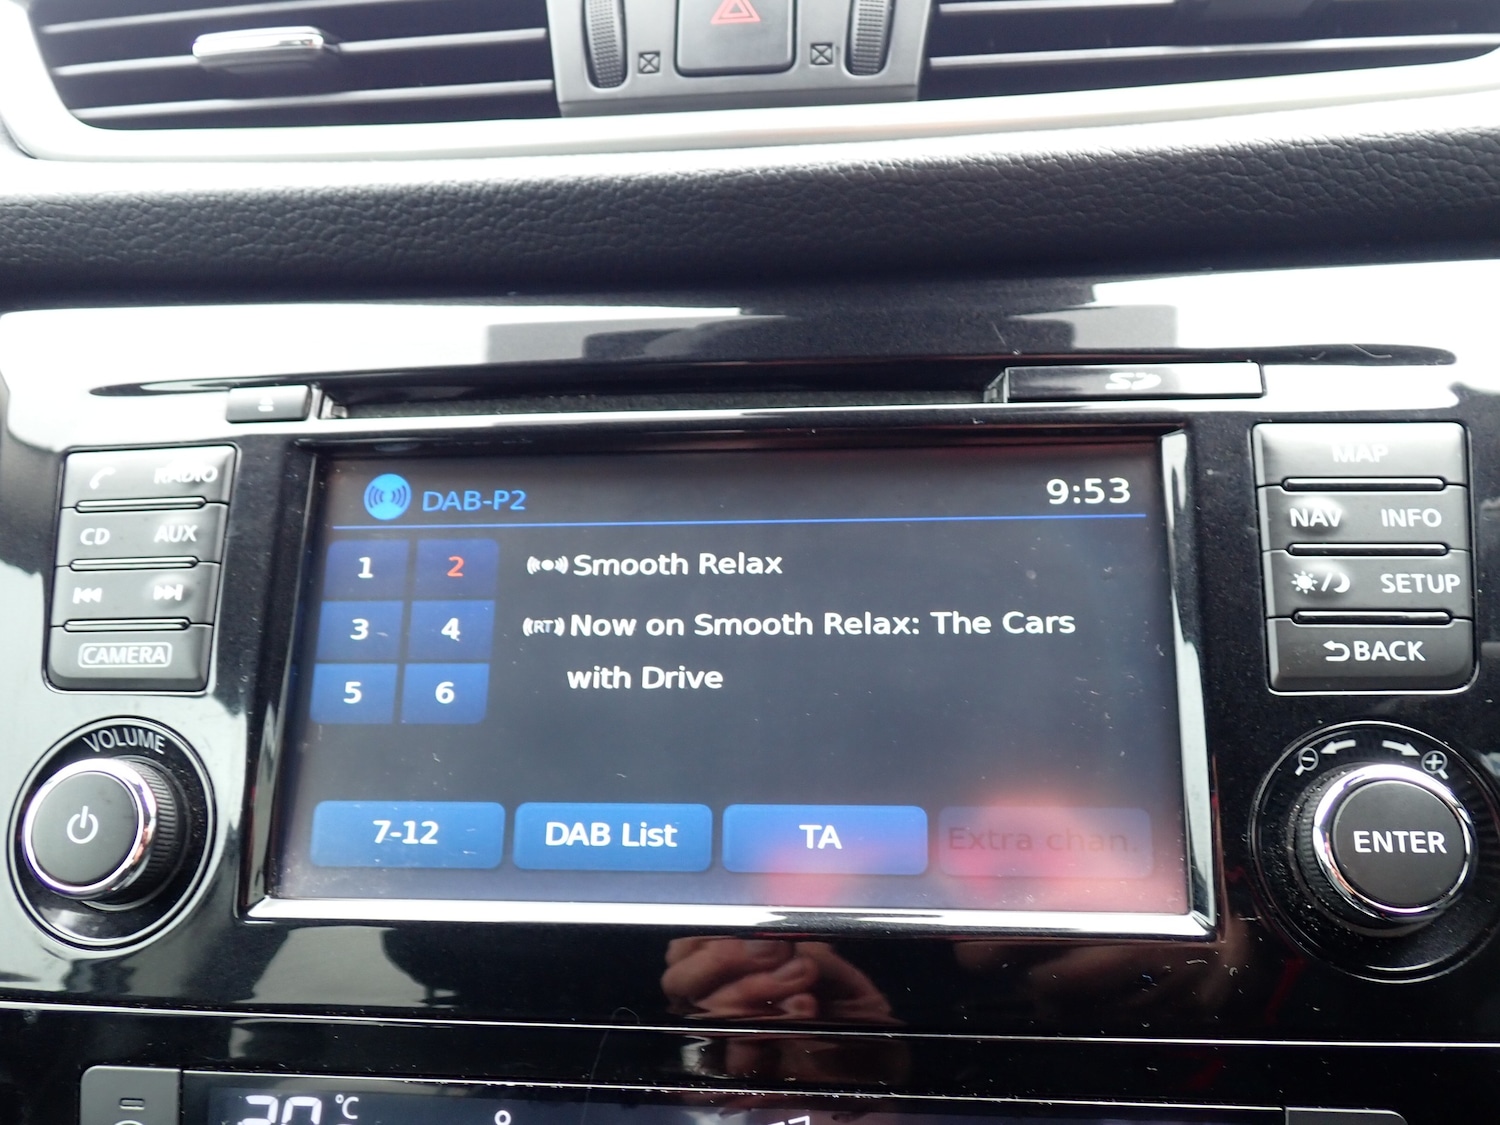 RADIO
CD AUX
CAMERA
VOLUME
DAB-P2
9:53
1 2
3 4
5 6
Smooth Relax
(RT) Now on Smooth Relax: The Cars
with Drive
7-12 DAB List TA Extra chan.
SD
MAP
NAV INFO
SETUP
BACK
ENTER
°C